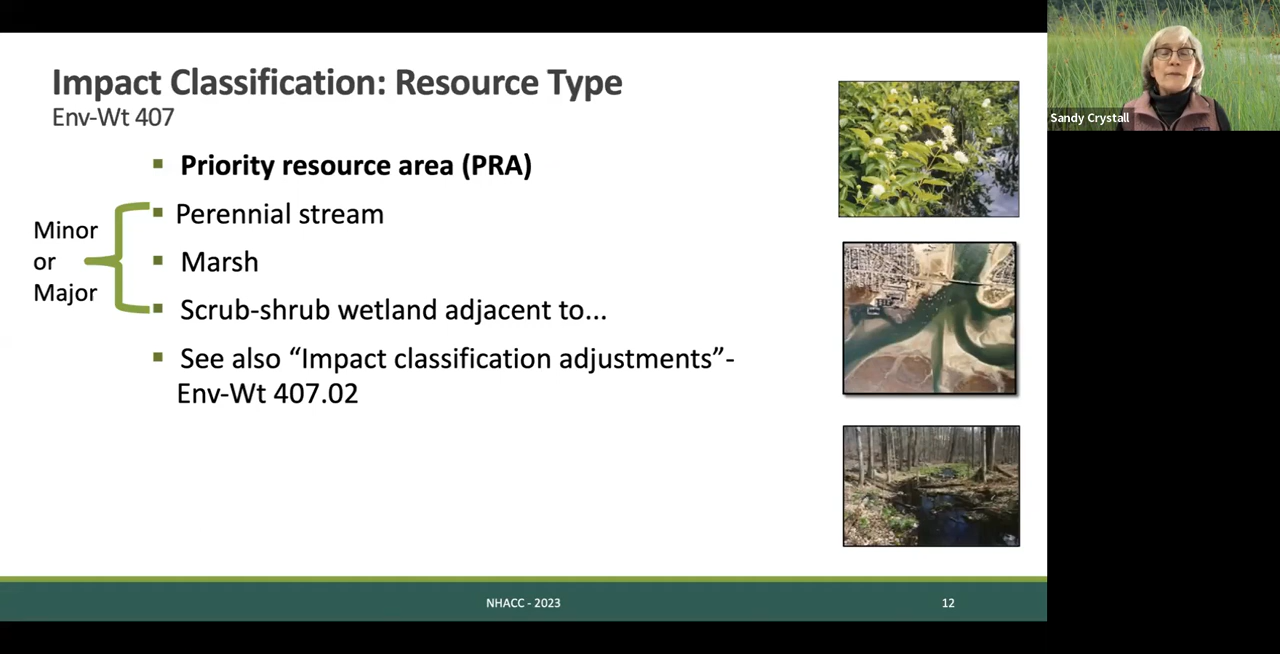 Impact Classification: Resource Type
Env-Wt 407
▪ Priority resource area (PRA)
▪ Perennial stream
▪ Marsh
▪ Scrub-shrub wetland adjacent to...
▪ See also “Impact classification adjustments”-
Env-Wt 407.02
Minor
or
Major
NHACC - 2023
12
Sandy Crystall